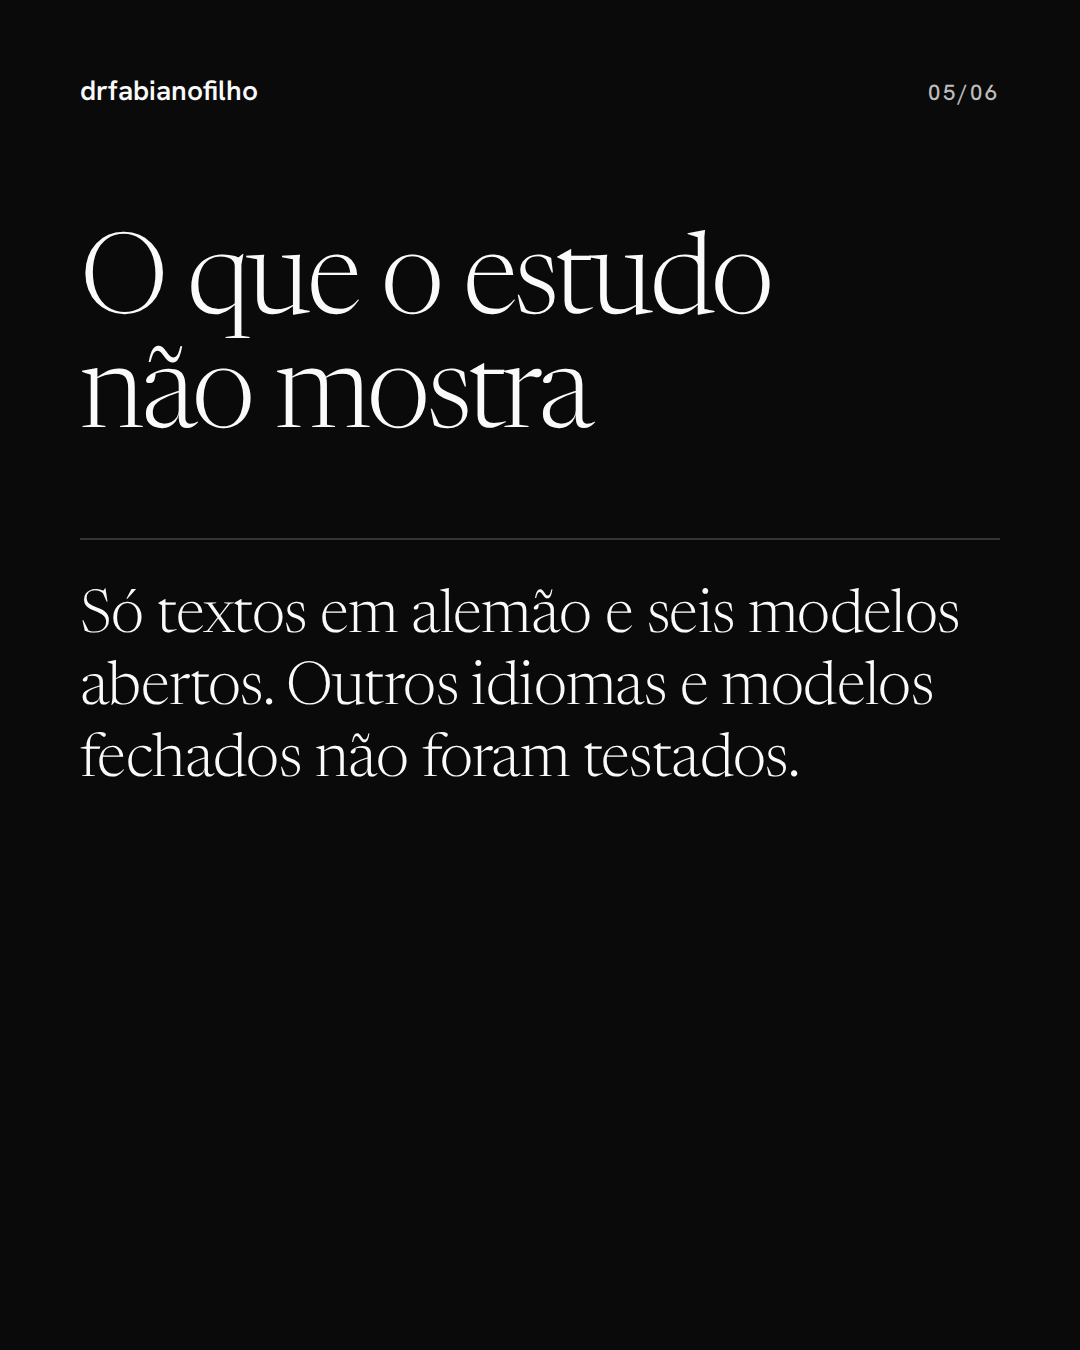 drfabianofilho
05/06
O que o estudo
não mostra
Só textos em alemão e seis modelos
abertos. Outros idiomas e modelos
fechados não foram testados.